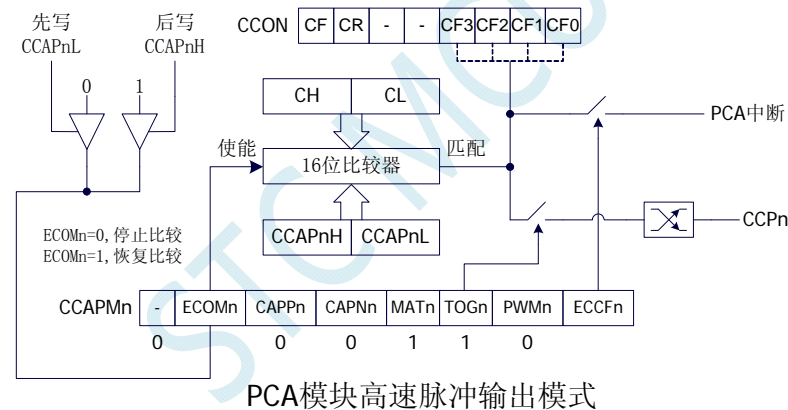 先写
CCAPnL
后写
CCAPnH
CCON CF CR - - CF3 CF2 CF1 CF0
0 1
CH CL
PCA中断
使能
16位比较器
匹配
CCAPnH CCAPnL
CCPn
ECOMn=0,停止比较
ECOMn=1,恢复比较
CCAPMn - ECOMn CAPPn CAPNn MATn TOGn PWMn ECCFn
0 0 0 1 1 0
PCA模块高速脉冲输出模式
STC MCU